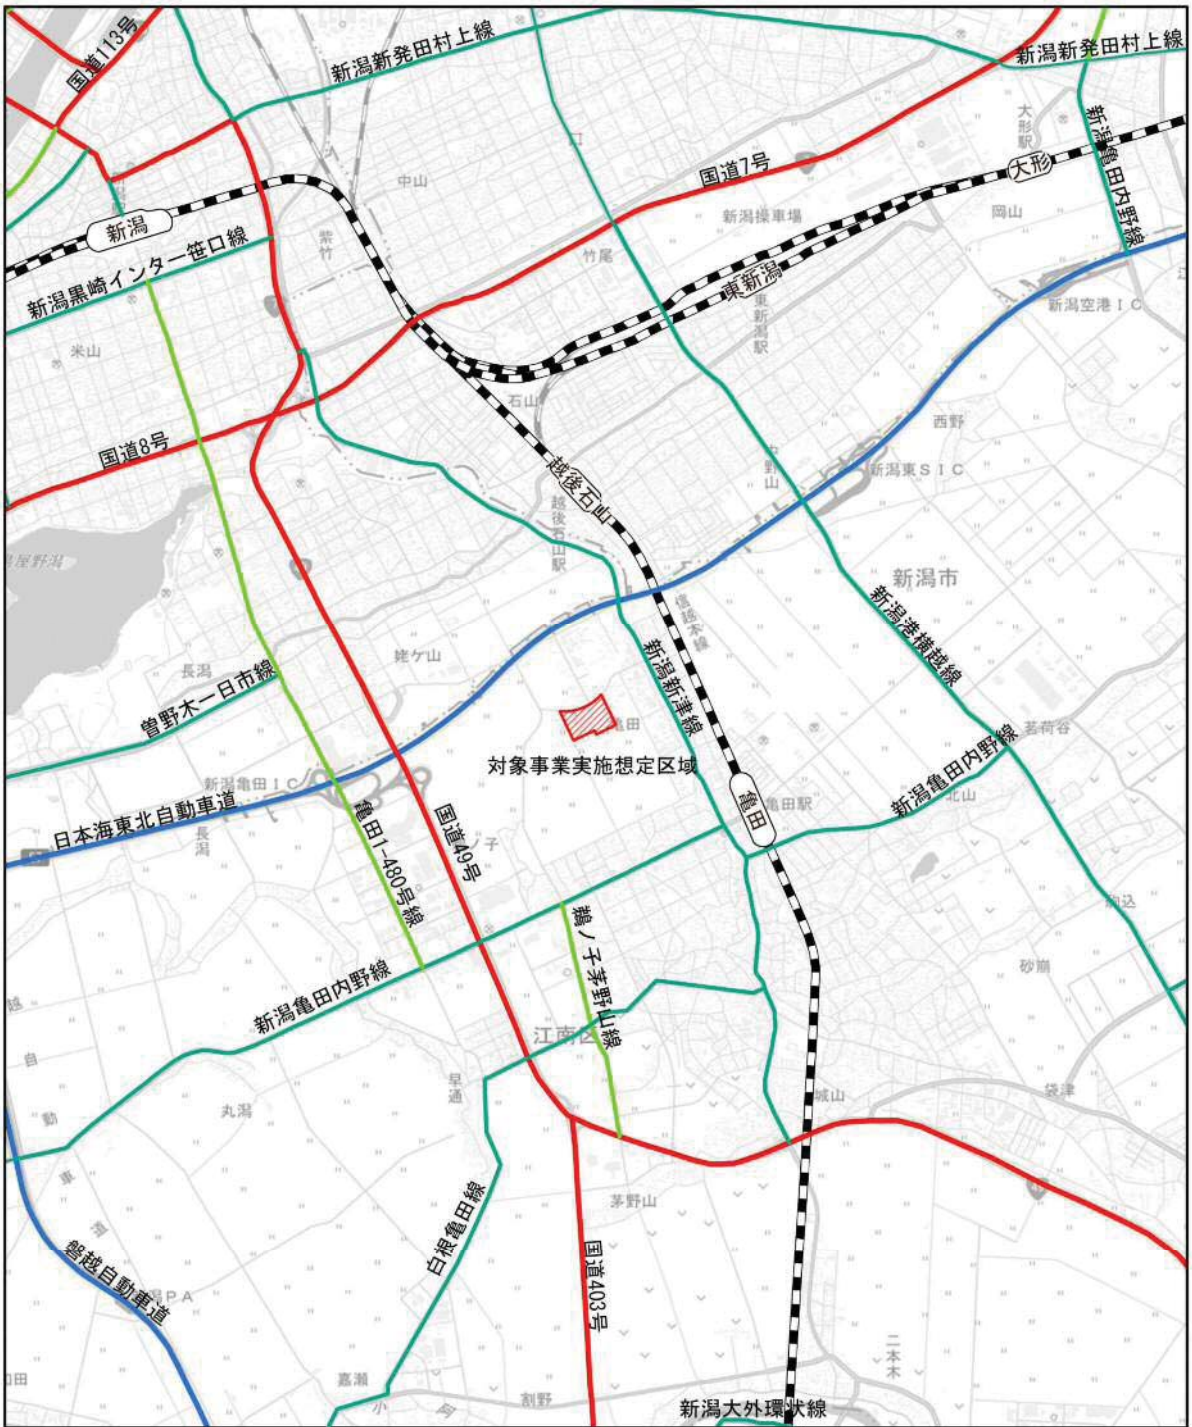 国道113号
新潟新発田村上線
新潟新発田村上線
大形駅
新潟亀田内野線
国道7号
大形
中山
新潟操車場
岡山
新潟
紫竹
竹尾
新潟黒崎インター笹口線
東新潟
東新潟駅
新潟空港IC
米山
石山
西野
国道8号
中野山
新潟東SIC
越後石山
越後石山駅
新潟市
信越本線
新潟港横越線
姥ケ山
長潟
新潟新津線
曽野木一日市線
亀田
茗荷谷
対象事業実施想定区域
新潟亀田IC
亀田
亀田駅
新潟亀田内野線
北山
日本海東北自動車道
長潟
亀田1-480号線
国道49号
ノ子
鵜ノ子茅野山線
駒込
新潟亀田内野線
砂崩
江南区
越
自
動
車
早通
丸潟
城山
袋津
49
茅野山
白根亀田線
国道403号
磐越自動車道
PA
二本木
嘉瀬
割野
小
新潟大外環状線